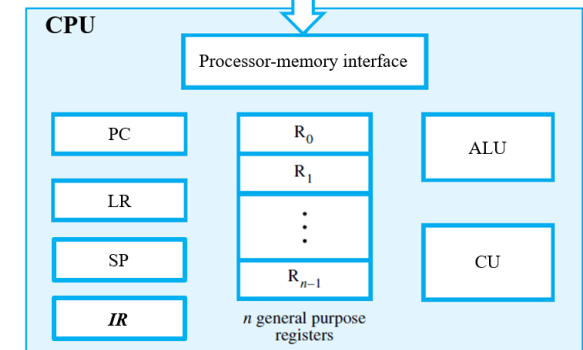 CPU
Processor-memory interface
PC
LR
SP
IR
R0
R1
⋮
Rn–1
n general purpose
registers
ALU
CU